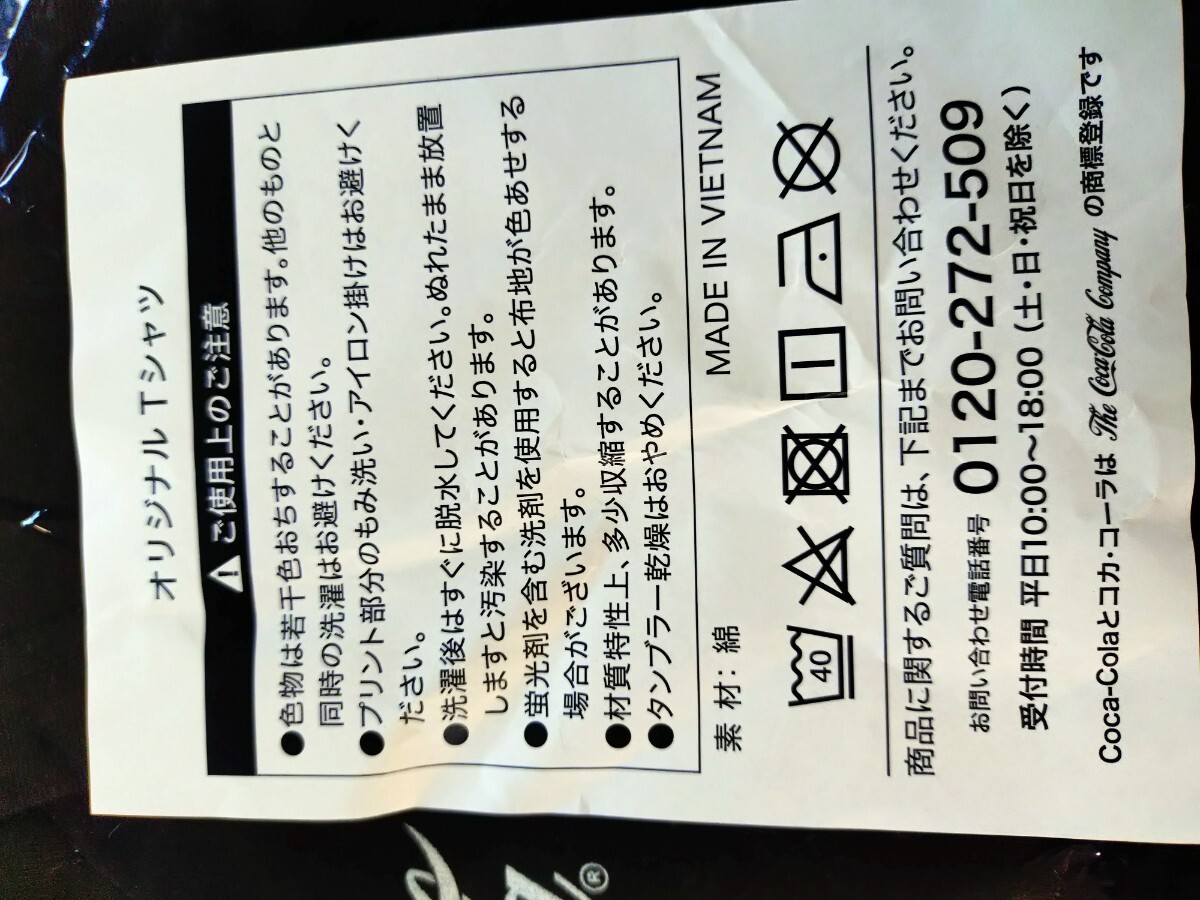 オリジナルTシャツ
ご使用上のご注意
●色物は若干色おちすることがあります。他のものと
同時の洗濯はお避けください。
●プリント部分のもみ洗い・アイロン掛けはお避けく
ださい。
●洗濯後はすぐに脱水してください。ぬれたまま放置
しますと汚染することがあります。
●蛍光剤を含む洗剤を使用すると布地が色あせする
場合がございます。
●材質特性上、多少収縮することがあります。
●タンブラー乾燥はおやめください。
素 材：綿 MADE IN VIETNAM
40
商品に関するご質問は、下記までお問い合わせください。
お問い合わせ電話番号 0120-272-509
受付時間 平日10:00〜18:00（土・日・祝日を除く）
Coca-Colaとコカ・コーラは The Coca-Cola Company の商標登録です